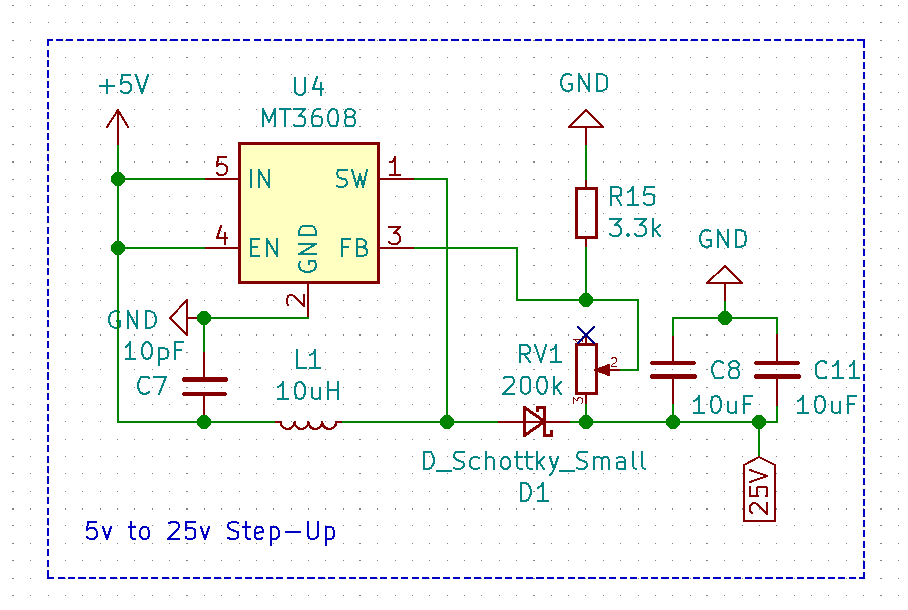 +5V
U4
MT3608
GND
5
IN
SW
1
4
EN
GND
FB
3
2
R15
3.3k
GND
GND
10pF
C7
L1
10uH
RV1
200k
1
2
3
C8
10uF
C11
10uF
D_Schottky_Small
D1
25V
5v to 25v Step-Up